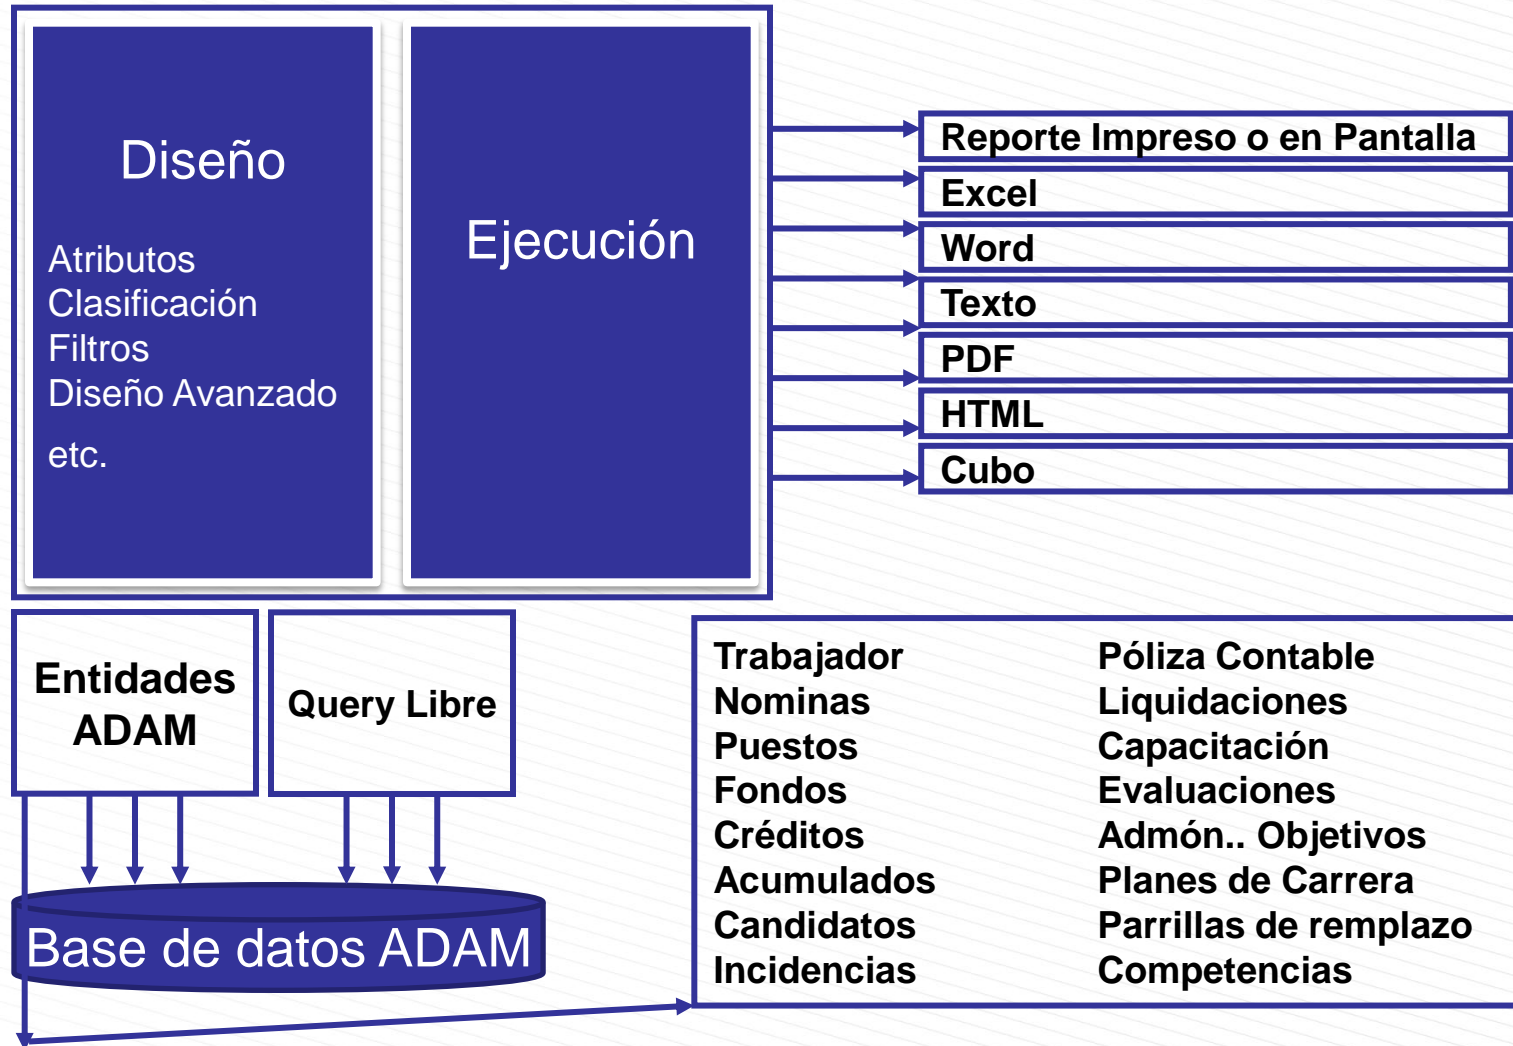 Diseño
Atributos
Clasificación
Filtros
Diseño Avanzado
etc.
Ejecución
Reporte Impreso o en Pantalla
Excel
Word
Texto
PDF
HTML
Cubo
Entidades
ADAM
Query Libre
Base de datos ADAM
Trabajador
Nominas
Puestos
Fondos
Créditos
Acumulados
Candidatos
Incidencias
Póliza Contable
Liquidaciones
Capacitación
Evaluaciones
Admón.. Objetivos
Planes de Carrera
Parrillas de remplazo
Competencias